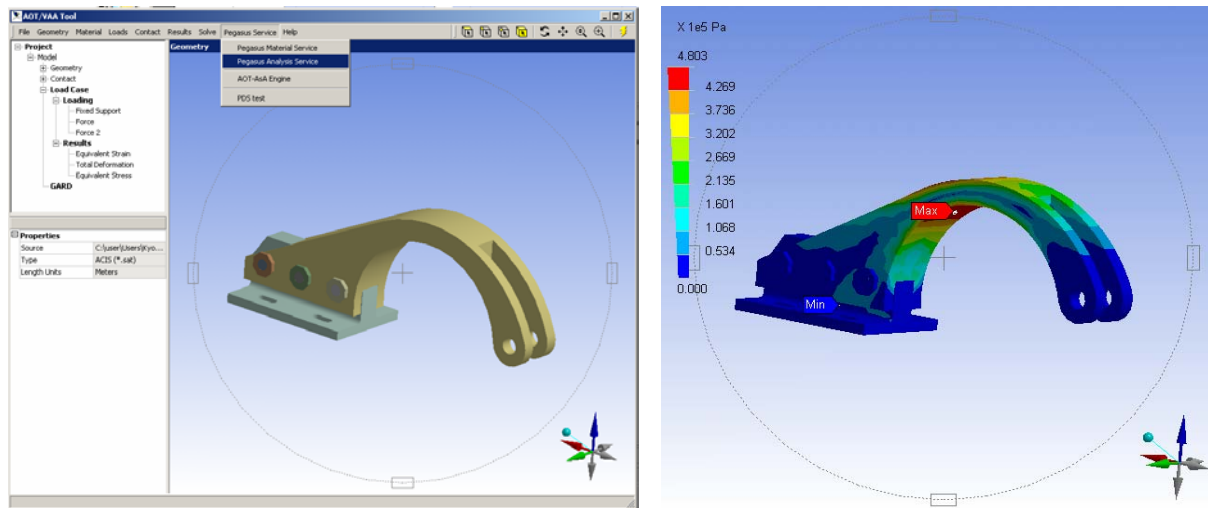 AOT/VAA Tool
File Geometry Material Loads Contact Results Solve Pegasus Service Help
Project
Model
Geometry
Contact
Load Case
Loading
Fixed Support
Force
Force 2
Results
Equivalent Strain
Total Deformation
Equivalent Stress
GARD
Properties
Source C:\user\Users\Kyo...
Type ACIS (*.sat)
Length Units Meters
Geometry
Pegasus Material Service
Pegasus Analysis Service
AOT-AsA Engine
PDS test
X 1e5 Pa
4.803
4.269
3.736
3.202
2.669
2.135
1.601
1.068
0.534
0.000
Max
Min